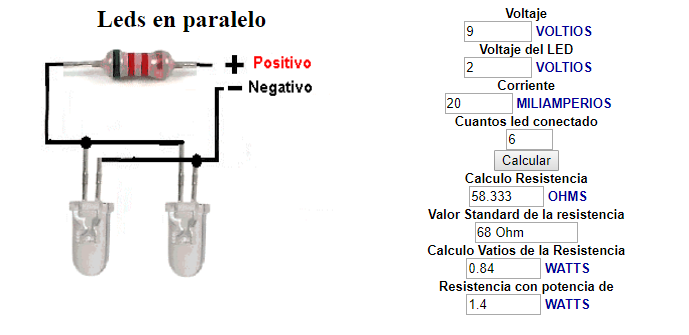 Leds en paralelo
+ Positivo
- Negativo
Voltaje
9 VOLTIOS
Voltaje del LED
2 VOLTIOS
Corriente
20 MILIAMPERIOS
Cuantos led conectado
6
Calcular
Calculo Resistencia
58.333 OHMS
Valor Standard de la resistencia
68 Ohm
Calculo Vatios de la Resistencia
0.84 WATTS
Resistencia con potencia de
1.4 WATTS